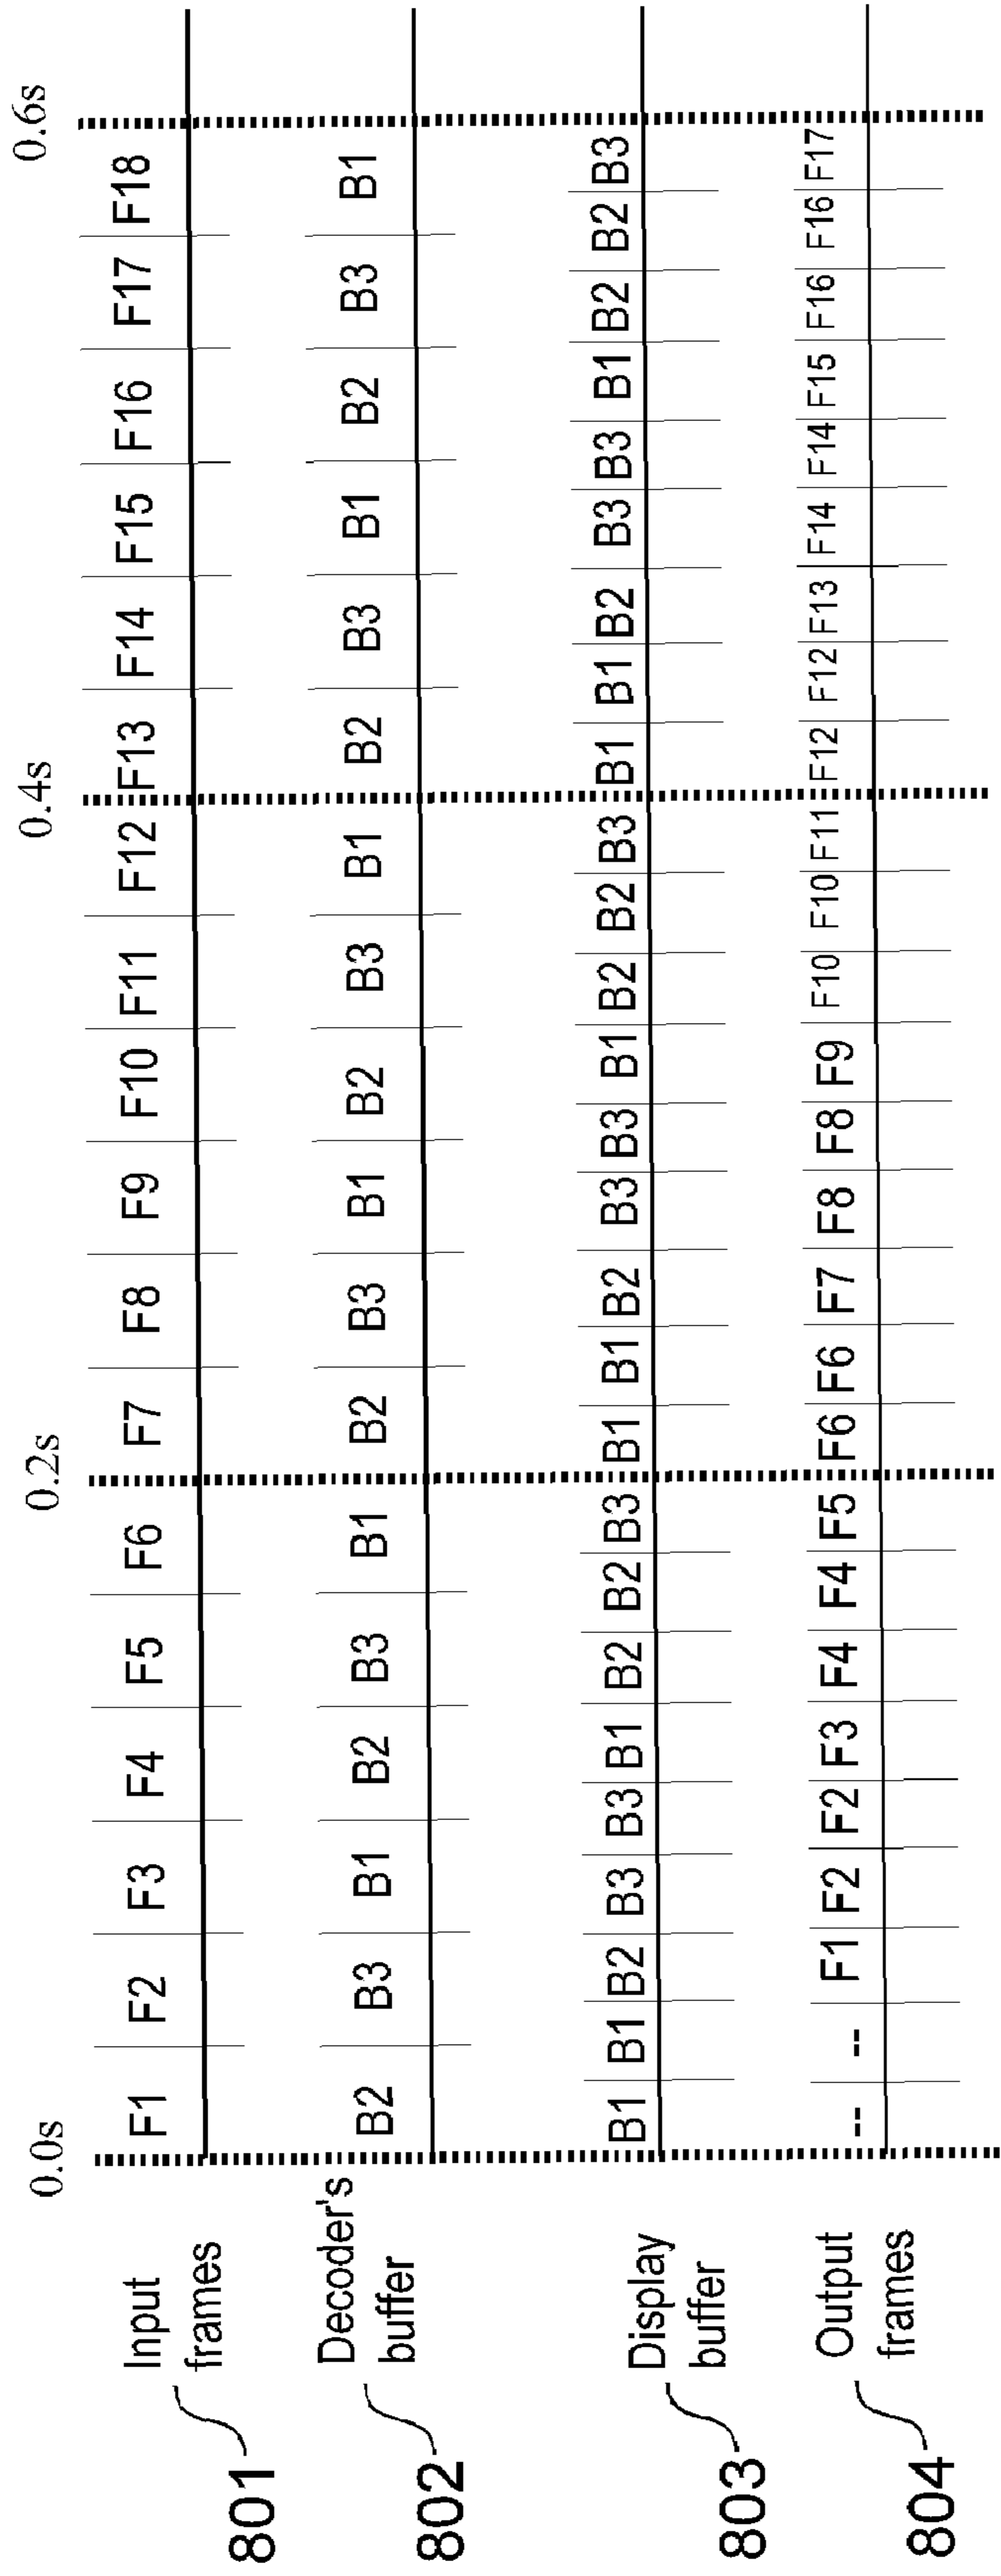 0.0s 0.2s 0.4s 0.6s
801 Input frames F1 F2 F3 F4 F5 F6 F7 F8 F9 F10 F11 F12 F13 F14 F15 F16 F17 F18
802 Decoder's buffer B2 B3 B1 B2 B3 B1 B2 B3 B1 B2 B3 B1 B2 B3 B1 B2 B3 B1
803 Display buffer B1 B1 B2 B3 B3 B1 B2 B2 B3 B1 B1 B2 B3 B3 B1 B2 B2 B3 B1 B1 B2 B3 B3 B1 B2 B2 B3
804 Output frames -- -- F1 F2 F2 F3 F4 F4 F5 F6 F6 F7 F8 F8 F9 F10 F10 F11 F12 F12 F13 F14 F14 F15 F16 F16 F17